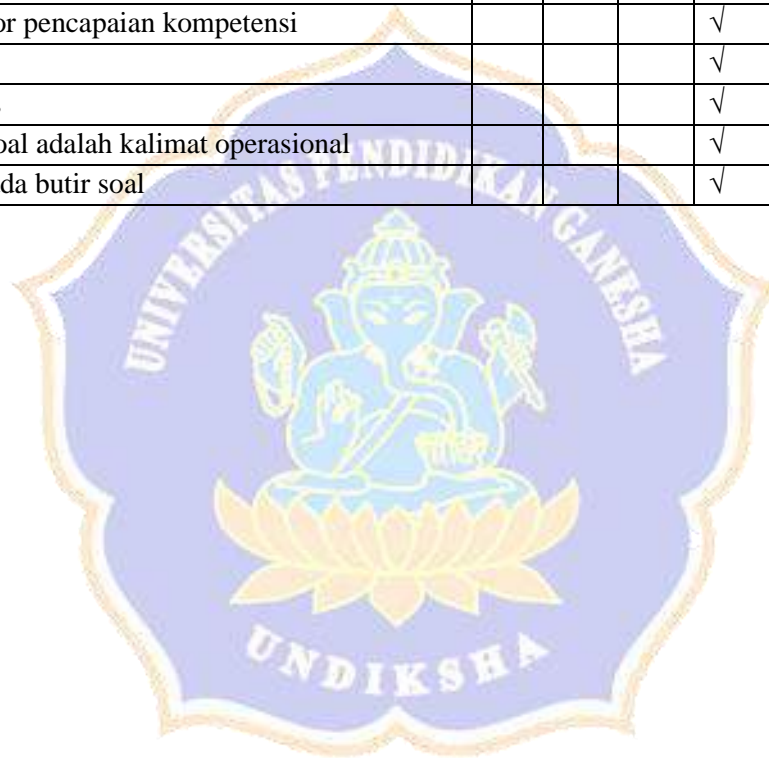 or pencapaian kompetensi √
√
√
oal adalah kalimat operasional √
da butir soal √
UNIVERSITAS PENDIDIKAN GANESHA
UNDIKSHA